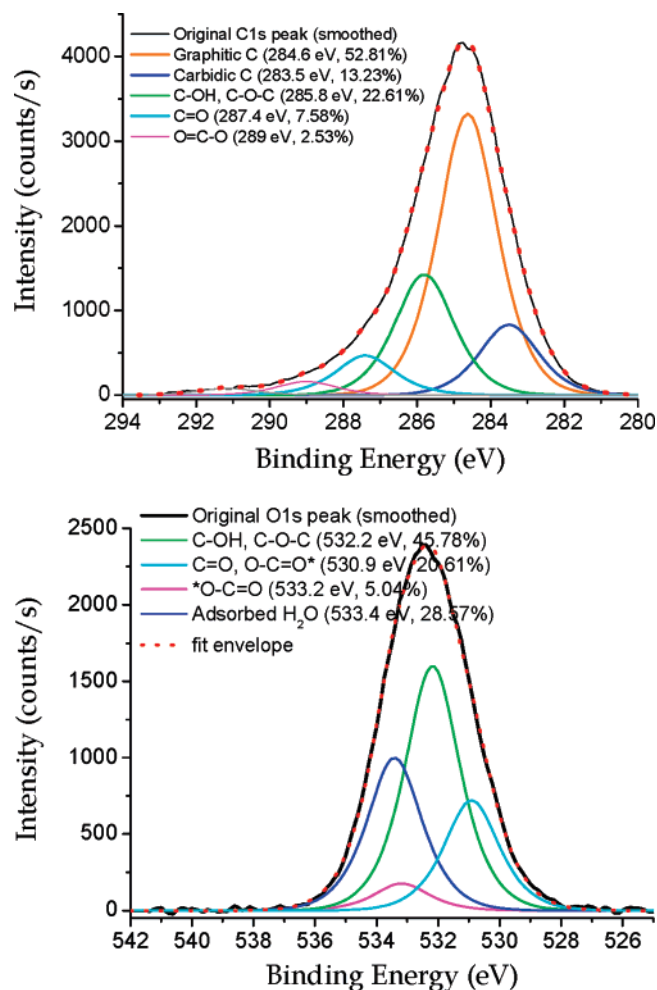 Original C1s peak (smoothed)
Graphitic C (284.6 eV, 52.81%)
Carbidic C (283.5 eV, 13.23%)
C-OH, C-O-C (285.8 eV, 22.61%)
C=O (287.4 eV, 7.58%)
O=C-O (289 eV, 2.53%)
Intensity (counts/s)
4000
3000
2000
1000
0
294 292 290 288 286 284 282 280
Binding Energy (eV)
Original O1s peak (smoothed)
C-OH, C-O-C (532.2 eV, 45.78%)
C=O, O-C=O* (530.9 eV, 20.61%)
*O-C=O (533.2 eV, 5.04%)
Adsorbed H2O (533.4 eV, 28.57%)
fit envelope
Intensity (counts/s)
2500
2000
1500
1000
500
0
542 540 538 536 534 532 530 528 526
Binding Energy (eV)